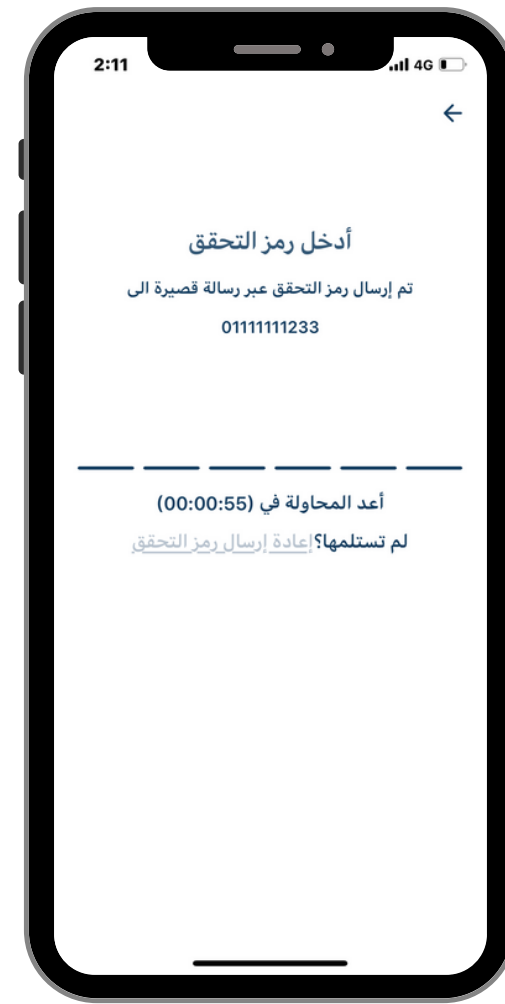 2:11
4G
أدخل رمز التحقق
تم إرسال رمز التحقق عبر رسالة قصيرة الى
01111111233
أعد المحاولة في (00:00:55)
لم تستلمها؟إعادة إرسال رمز التحقق